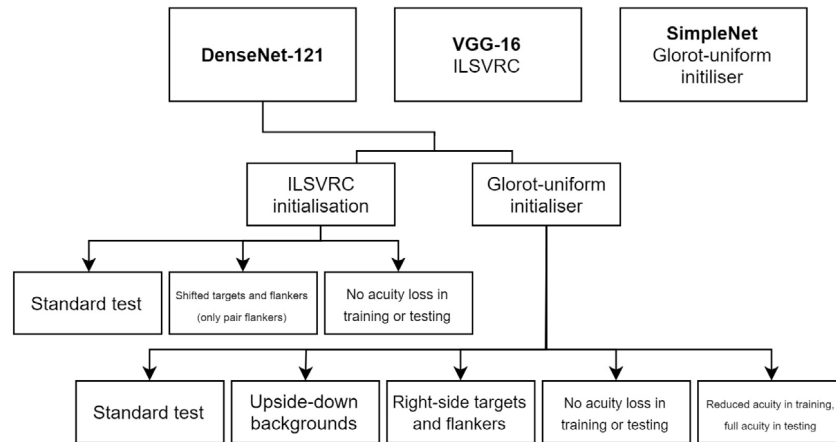 DenseNet-121
VGG-16
ILSVRC
SimpleNet
Glorot-uniform
initiliser
ILSVRC
initialisation
Glorot-uniform
initialiser
Standard test
Shifted targets and flankers
(only pair flankers)
No acuity loss in
training or testing
Standard test
Upside-down
backgrounds
Right-side targets
and flankers
No acuity loss in
training or testing
Reduced acuity in training,
full acuity in testing